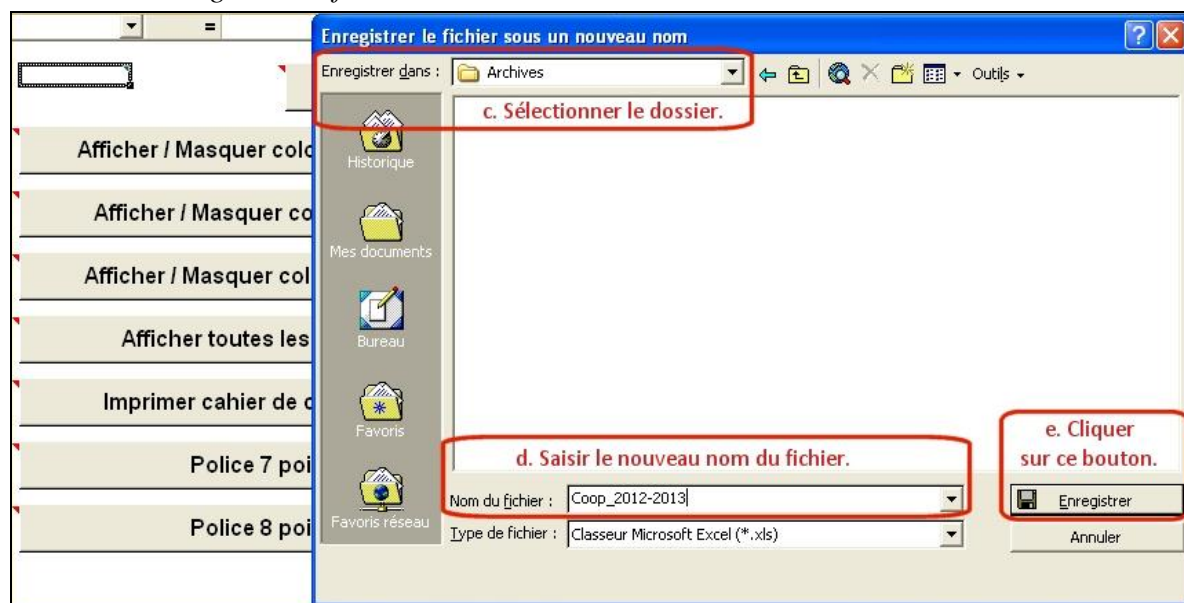 =
Enregistrer le fichier sous un nouveau nom
Enregistrer dans :
Archives
Outils
c. Sélectionner le dossier.
Historique
Mes documents
Bureau
Favoris
Favoris réseau
Afficher / Masquer colo
Afficher / Masquer co
Afficher / Masquer col
Afficher toutes les
Imprimer cahier de c
Police 7 poi
Police 8 poi
d. Saisir le nouveau nom du fichier.
Nom du fichier :
Coop_2012-2013
Type de fichier :
Classeur Microsoft Excel (*.xls)
e. Cliquer
sur ce bouton.
Enregistrer
Annuler